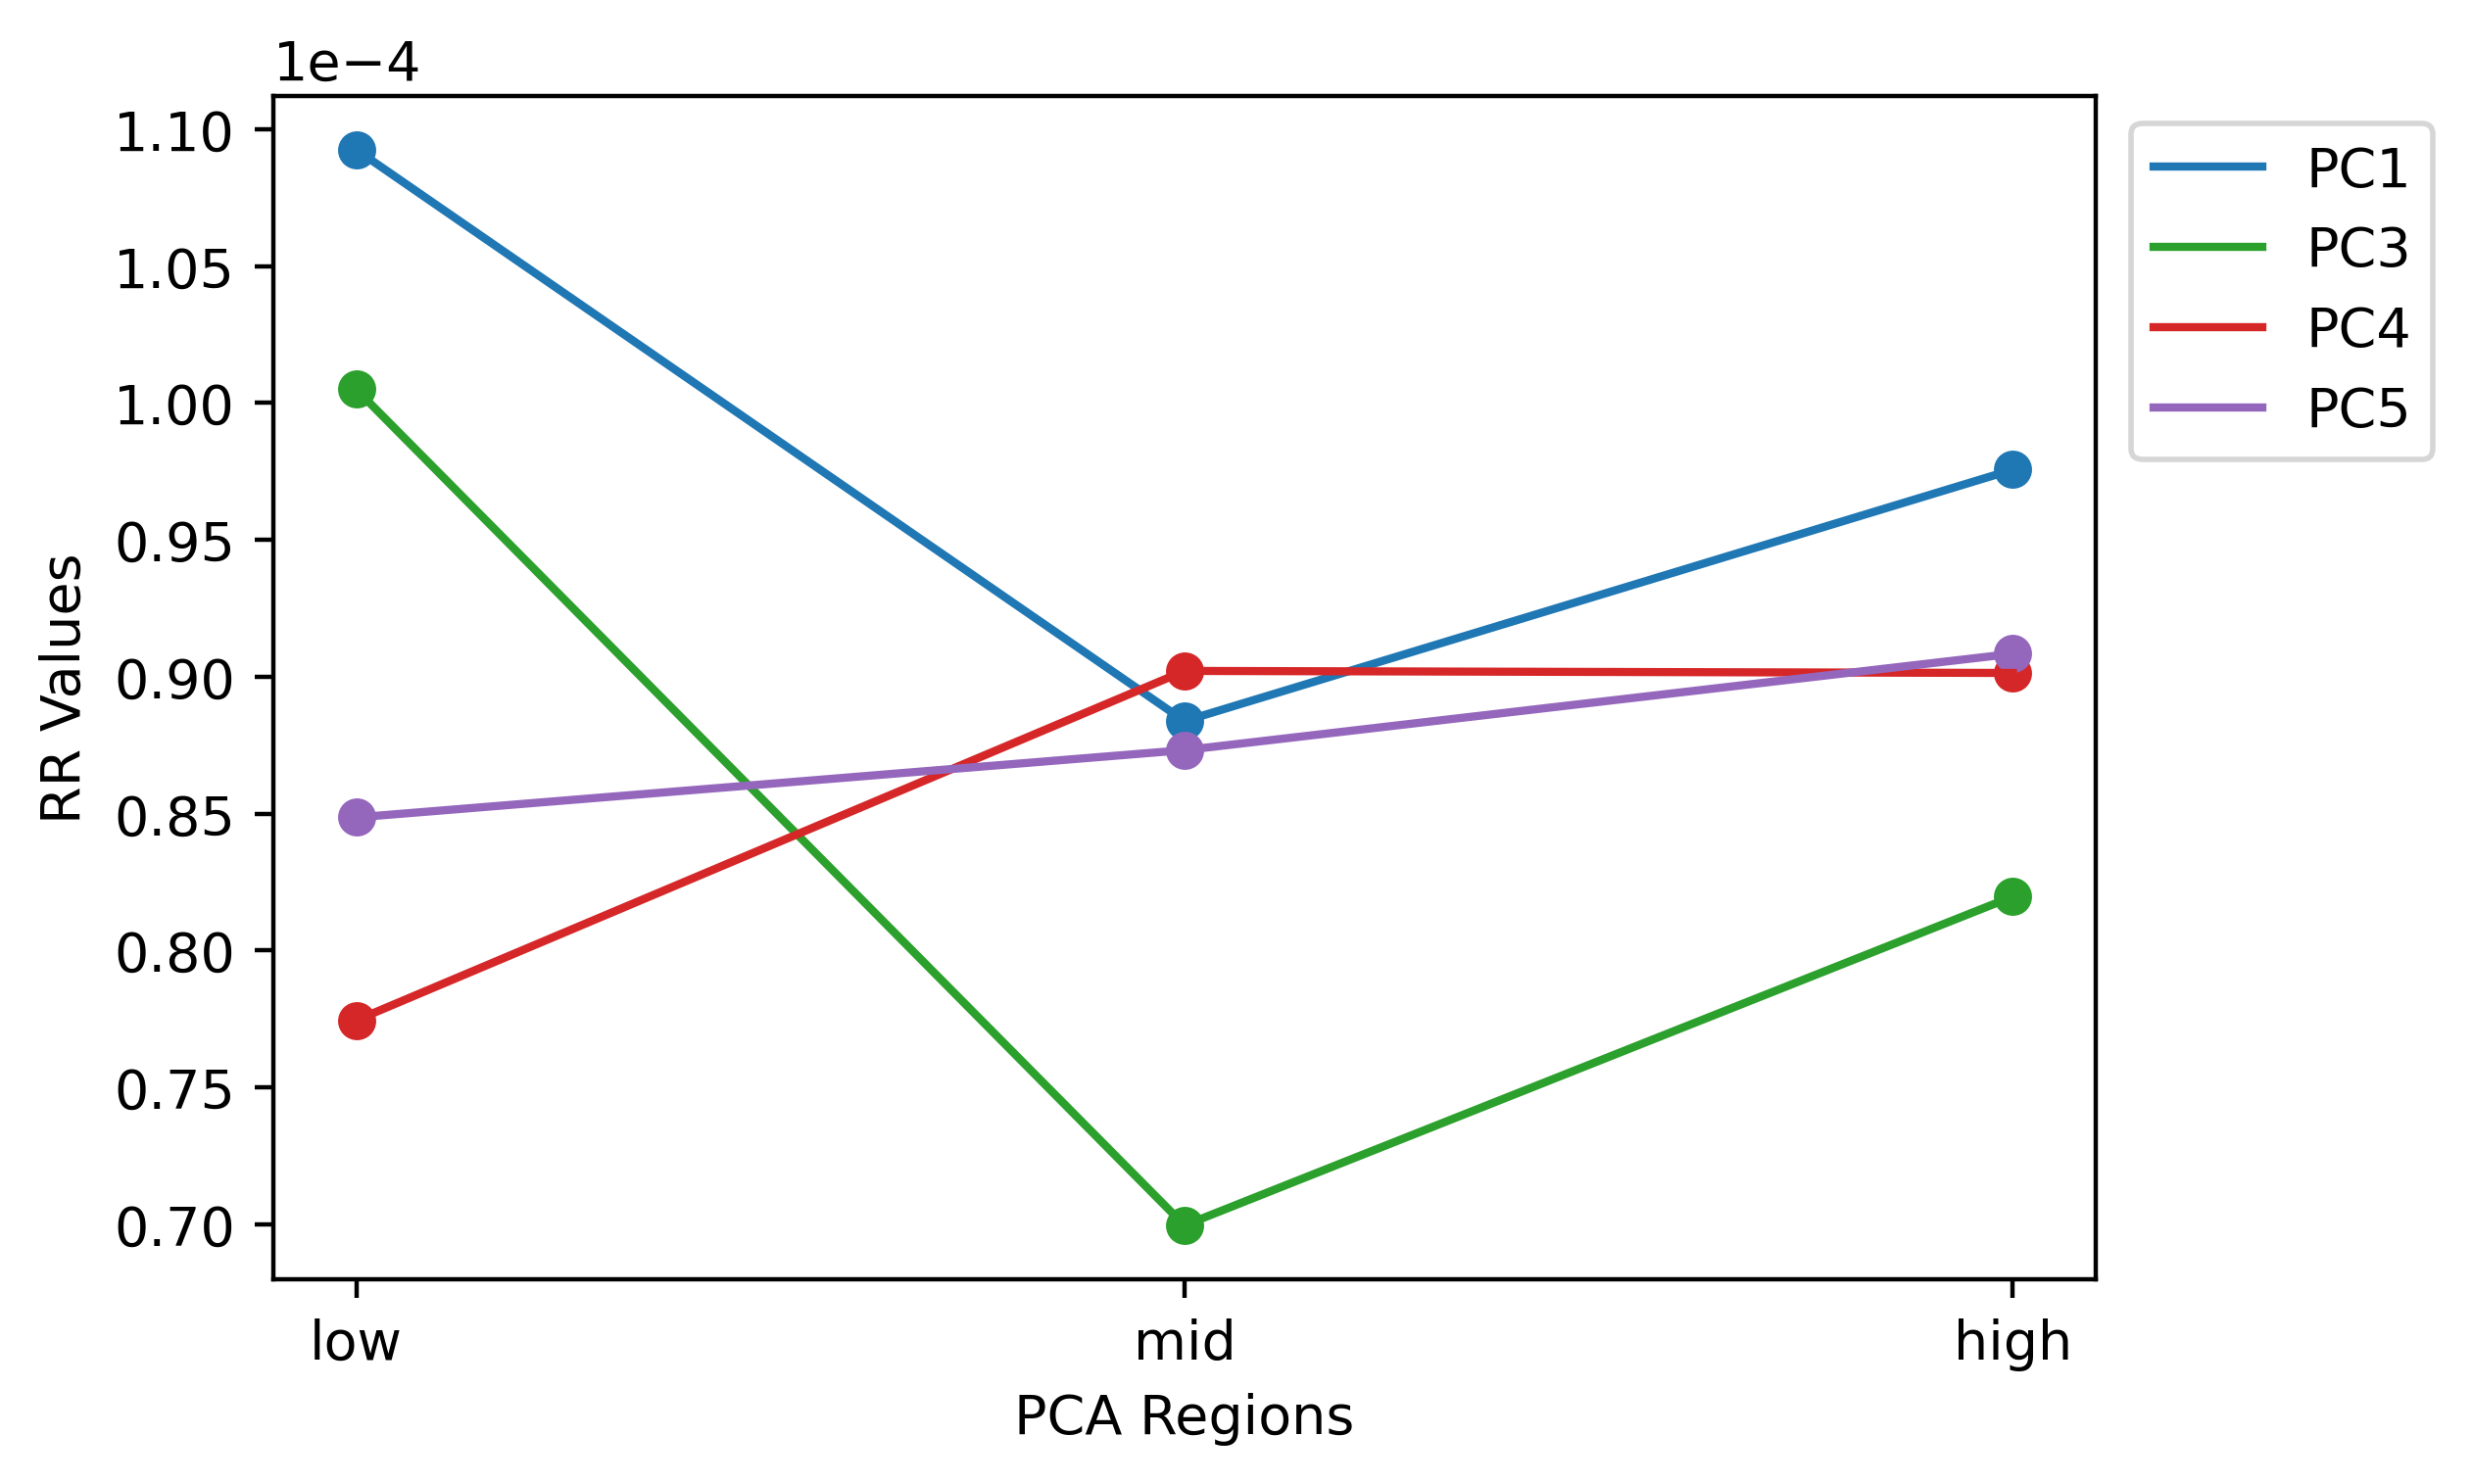 1e−4
1.10
1.05
1.00
0.95
0.90
0.85
0.80
0.75
0.70
RR Values
low
mid
high
PCA Regions
PC1
PC3
PC4
PC5